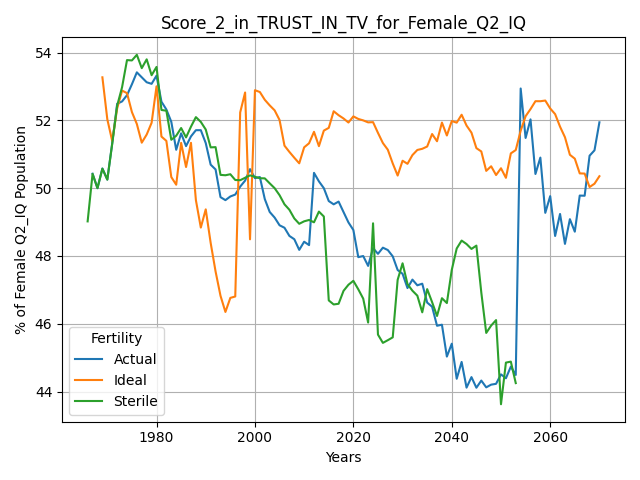 Score_2_in_TRUST_IN_TV_for_Female_Q2_IQ
% of Female Q2_IQ Population
54
52
50
48
46
44
Fertility
Actual
Ideal
Sterile
1980
2000
2020
2040
2060
Years